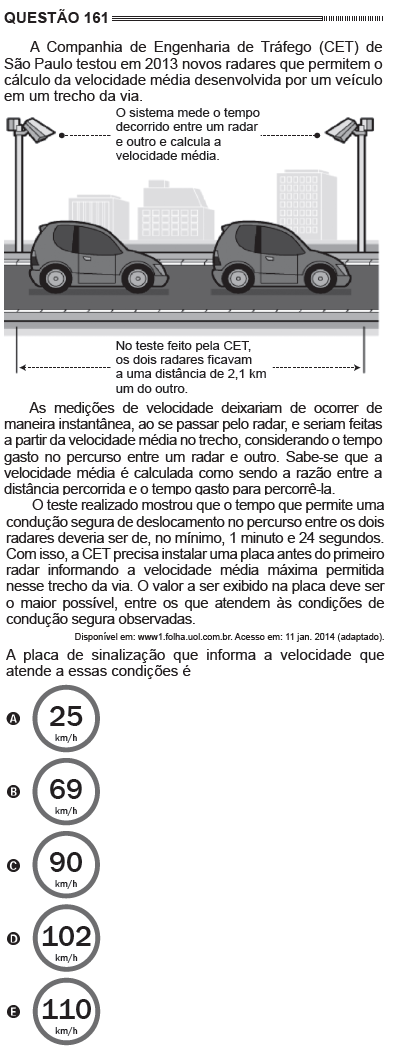 QUESTÃO 161
A Companhia de Engenharia de Tráfego (CET) de
São Paulo testou em 2013 novos radares que permitem o
cálculo da velocidade média desenvolvida por um veículo
em um trecho da via.
O sistema mede o tempo
decorrido entre um radar
e outro e calcula a
velocidade média.
No teste feito pela CET,
os dois radares ficavam
a uma distância de 2,1 km
um do outro.
As medições de velocidade deixariam de ocorrer de
maneira instantânea, ao se passar pelo radar, e seriam feitas
a partir da velocidade média no trecho, considerando o tempo
gasto no percurso entre um radar e outro. Sabe-se que a
velocidade média é calculada como sendo a razão entre a
distância percorrida e o tempo gasto para percorrê-la.
O teste realizado mostrou que o tempo que permite uma
condução segura de deslocamento no percurso entre os dois
radares deveria ser de, no mínimo, 1 minuto e 24 segundos.
Com isso, a CET precisa instalar uma placa antes do primeiro
radar informando a velocidade média máxima permitida
nesse trecho da via. O valor a ser exibido na placa deve ser
o maior possível, entre os que atendem às condições de
condução segura observadas.
Disponível em: www1.folha.uol.com.br. Acesso em: 11 jan. 2014 (adaptado).
A placa de sinalização que informa a velocidade que
atende a essas condições é
A 25
km/h
B 69
km/h
C 90
km/h
D 102
km/h
E 110
km/h